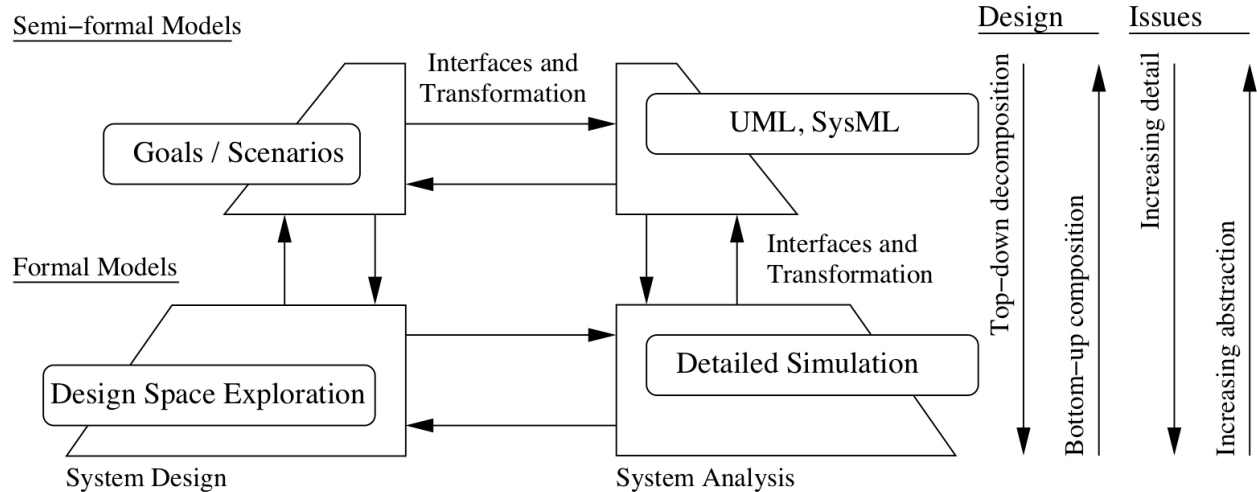 Semi-formal Models
Design
Issues
Interfaces and
Transformation
Goals / Scenarios
UML, SysML
Top-down decomposition
Bottom-up composition
Increasing detail
Increasing abstraction
Interfaces and
Transformation
Formal Models
Design Space Exploration
Detailed Simulation
System Design
System Analysis